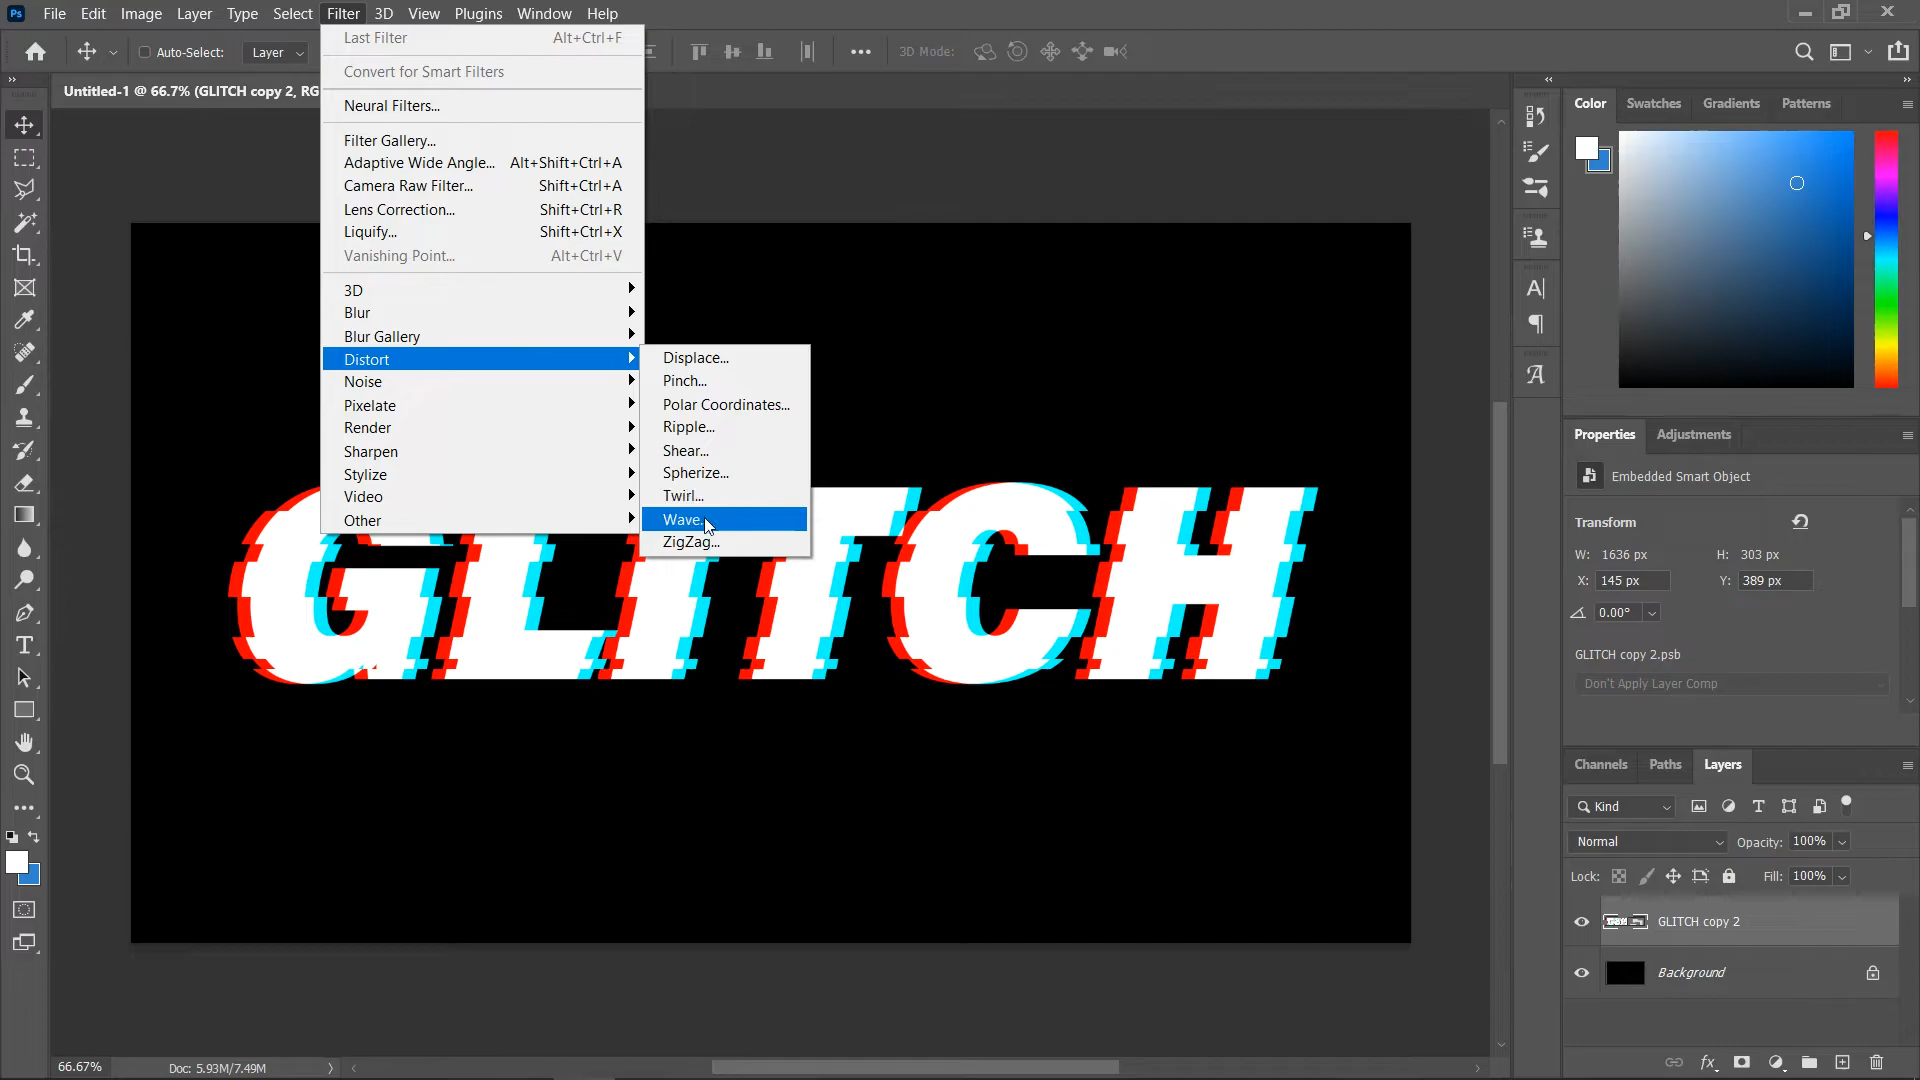 Ps File Edit Image Layer Type Select Filter 3D View Plugins Window Help
Auto-Select: Layer 3D Mode:
Untitled-1 @ 66.7% (GLITCH copy 2, RG
Last Filter Alt+Ctrl+F
Convert for Smart Filters
Neural Filters...
Filter Gallery...
Adaptive Wide Angle... Alt+Shift+Ctrl+A
Camera Raw Filter... Shift+Ctrl+A
Lens Correction... Shift+Ctrl+R
Liquify... Shift+Ctrl+X
Vanishing Point... Alt+Ctrl+V
3D
Blur
Blur Gallery
Distort
Noise
Pixelate
Render
Sharpen
Stylize
Video
Other
Displace...
Pinch...
Polar Coordinates...
Ripple...
Shear...
Spherize...
Twirl...
Wave...
ZigZag...
GLITCH
Color Swatches Gradients Patterns
Properties Adjustments
Embedded Smart Object
Transform
W: 1636 px H: 303 px
X: 145 px Y: 389 px
0.00°
GLITCH copy 2.psb
Don't Apply Layer Comp
Channels Paths Layers
Kind
Normal Opacity: 100%
Lock: Fill: 100%
GLITCH copy 2
Background
fx
66.67% Doc: 5.93M/7.49M